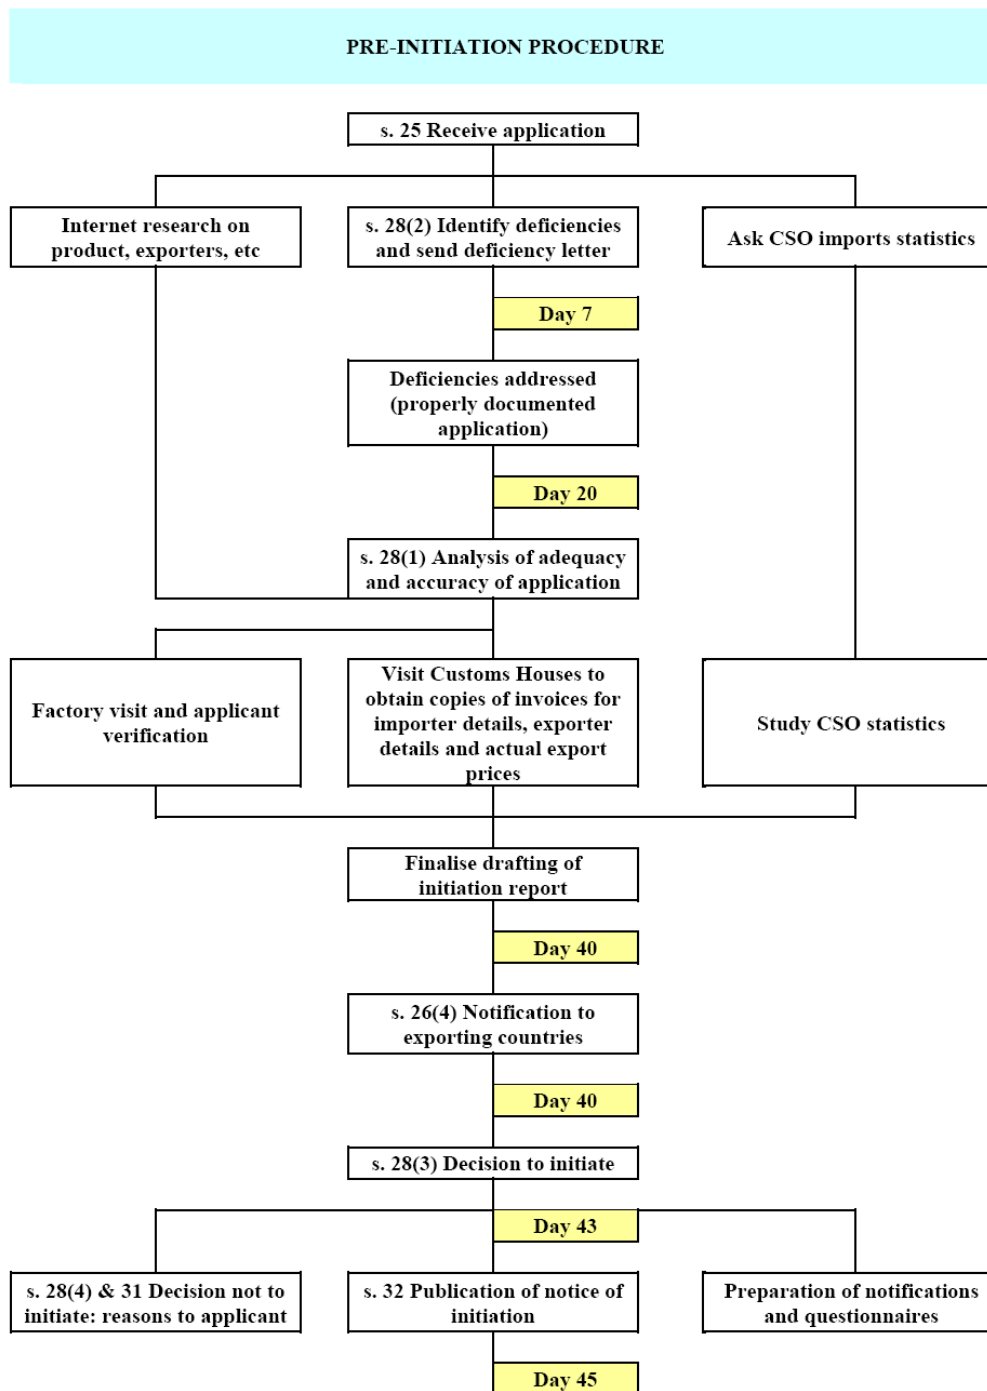 PRE-INITIATION PROCEDURE
s. 25 Receive application
Internet research on
product, exporters, etc
s. 28(2) Identify deficiencies
and send deficiency letter
Ask CSO imports statistics
Day 7
Deficiencies addressed
(properly documented
application)
Day 20
s. 28(1) Analysis of adequacy
and accuracy of application
Factory visit and applicant
verification
Visit Customs Houses to
obtain copies of invoices for
importer details, exporter
details and actual export
prices
Study CSO statistics
Finalise drafting of
initiation report
Day 40
s. 26(4) Notification to
exporting countries
Day 40
s. 28(3) Decision to initiate
Day 43
s. 28(4) & 31 Decision not to
initiate: reasons to applicant
s. 32 Publication of notice of
initiation
Preparation of notifications
and questionnaires
Day 45